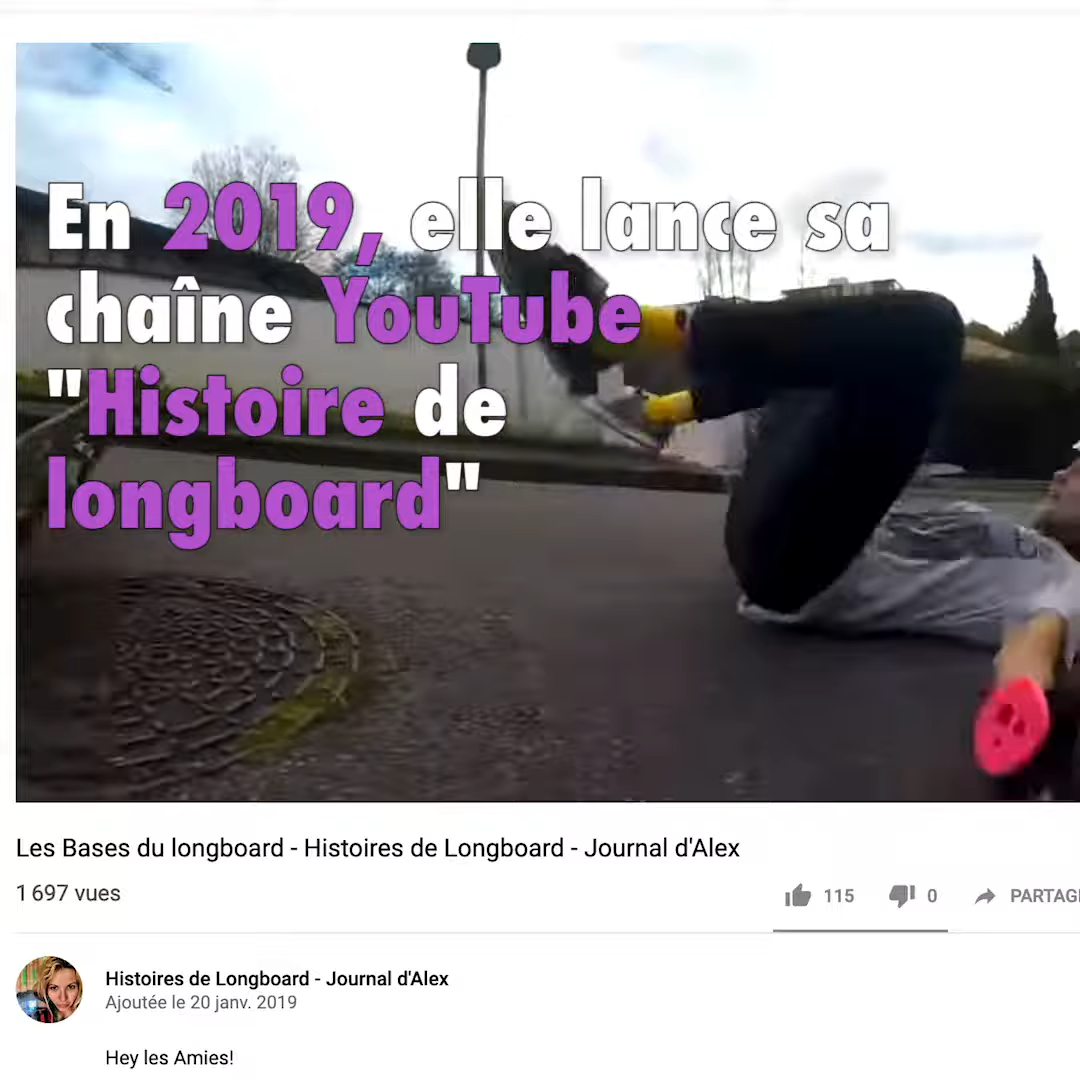 En 2019, elle lance sa
chaîne YouTube
"Histoire de
longboard"
Les Bases du longboard - Histoires de Longboard - Journal d'Alex
1 697 vues
115
0
PARTAG
Histoires de Longboard - Journal d'Alex
Ajoutée le 20 janv. 2019
Hey les Amies!